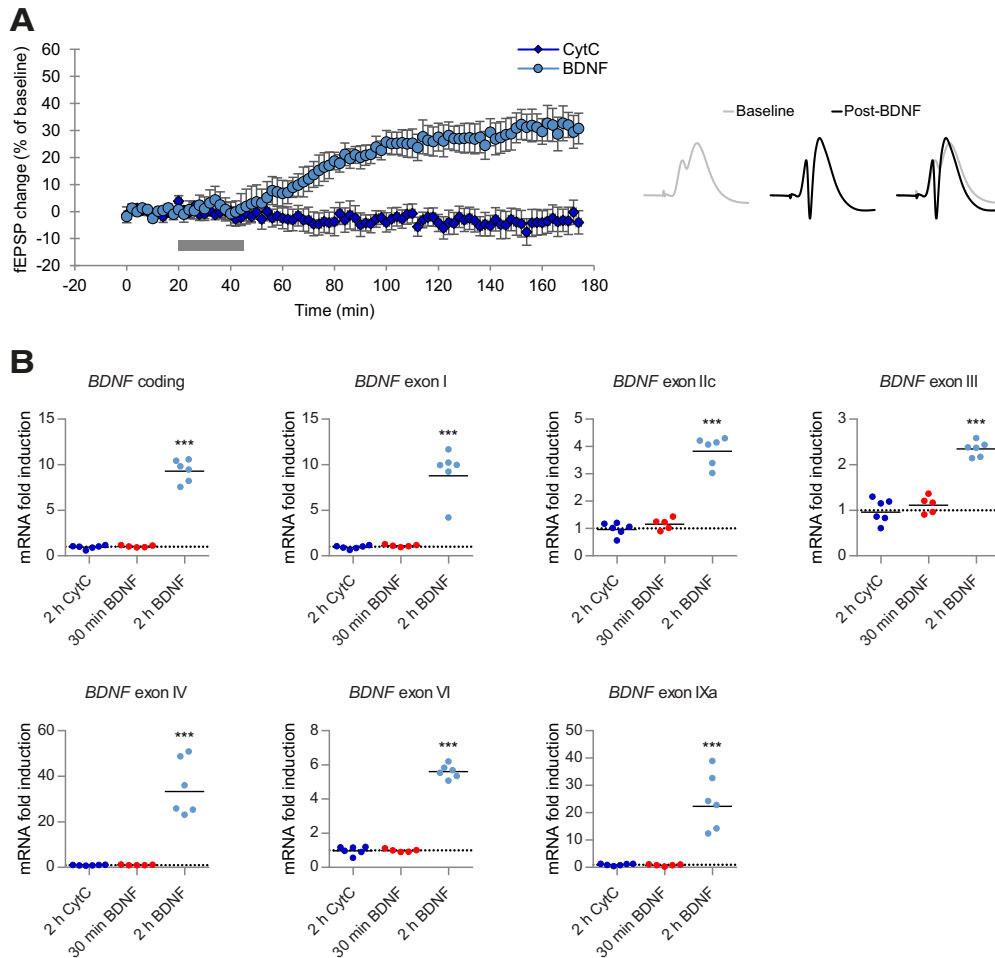 A
fEPSP change (% of baseline)
60
50
40
30
20
10
0
-10
-20
-20 0 20 40 60 80 100 120 140 160 180
Time (min)
CytC
BDNF
Baseline
Post-BDNF
B
BDNF coding
mRNA fold induction
15
10
5
0
***
2 h CytC
30 min BDNF
2 h BDNF
BDNF exon I
mRNA fold induction
15
10
5
0
***
2 h CytC
30 min BDNF
2 h BDNF
BDNF exon IIc
mRNA fold induction
5
4
3
2
1
0
***
2 h CytC
30 min BDNF
2 h BDNF
BDNF exon III
mRNA fold induction
3
2
1
0
***
2 h CytC
30 min BDNF
2 h BDNF
BDNF exon IV
mRNA fold induction
60
40
20
0
***
2 h CytC
30 min BDNF
2 h BDNF
BDNF exon VI
mRNA fold induction
8
6
4
2
0
***
2 h CytC
30 min BDNF
2 h BDNF
BDNF exon IXa
mRNA fold induction
50
40
30
20
10
0
***
2 h CytC
30 min BDNF
2 h BDNF